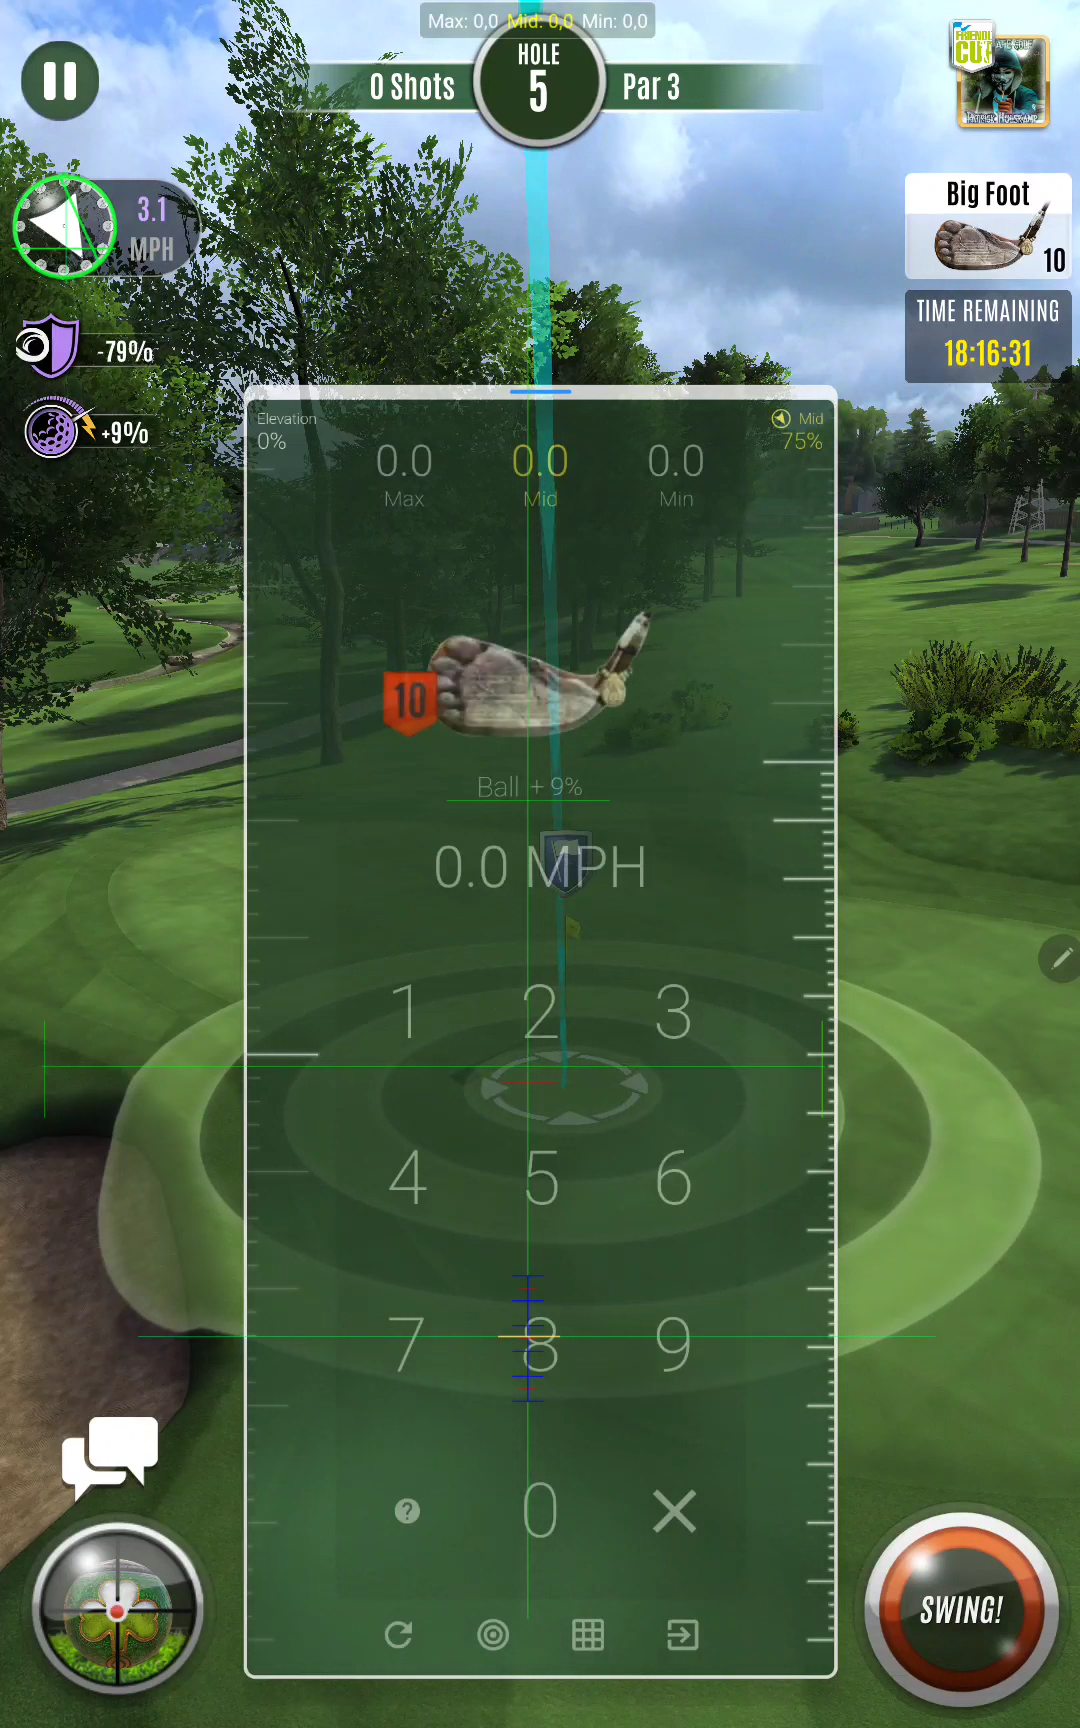 Max: 0,0 Mid: 0,0 Min: 0,0
HOLE
5
0 Shots
Par 3
FRIENDLY
CUP
3.1
MPH
Big Foot
10
TIME REMAINING
18:16:31
-79%
+9%
Elevation
0%
Mid
75%
0.0
0.0
0.0
Max
Mid
Min
10
Ball + 9%
0.0 MPH
1
2
3
4
5
6
7
8
9
?
0
SWING!